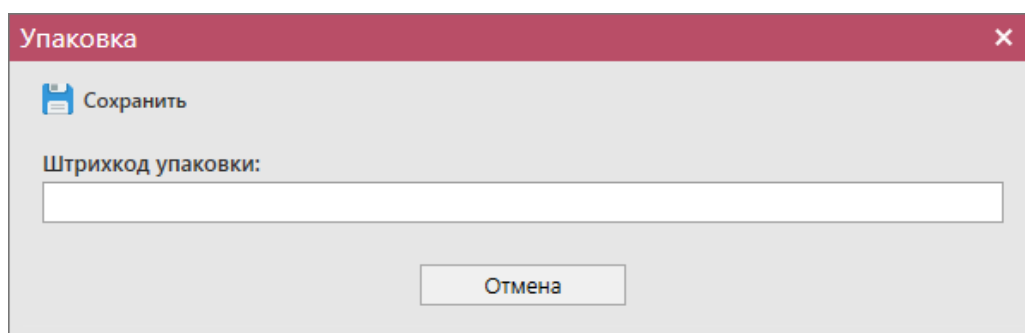 Упаковка
Сохранить
Штрихкод упаковки:
Отмена